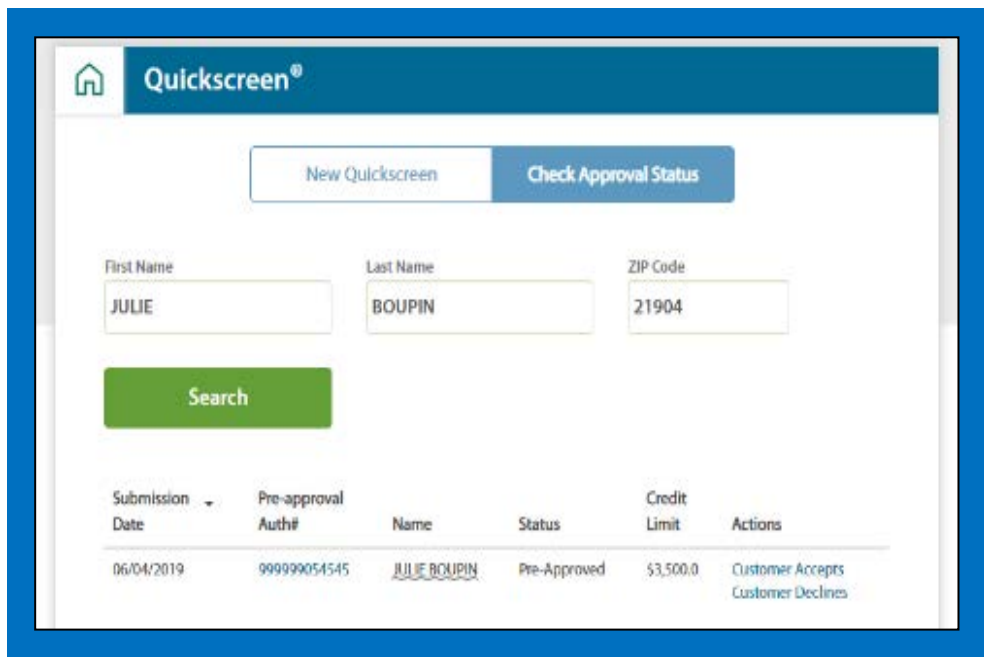 Quickscreen®
New Quickscreen
Check Approval Status
First Name
Last Name
ZIP Code
JULIE
BOUPIN
21904
Search
Submission Date
Pre-approval Auth#
Name
Status
Credit Limit
Actions
06/04/2019
999999054545
JULIE BOUPIN
Pre-Approved
$3,500.0
Customer Accepts
Customer Declines